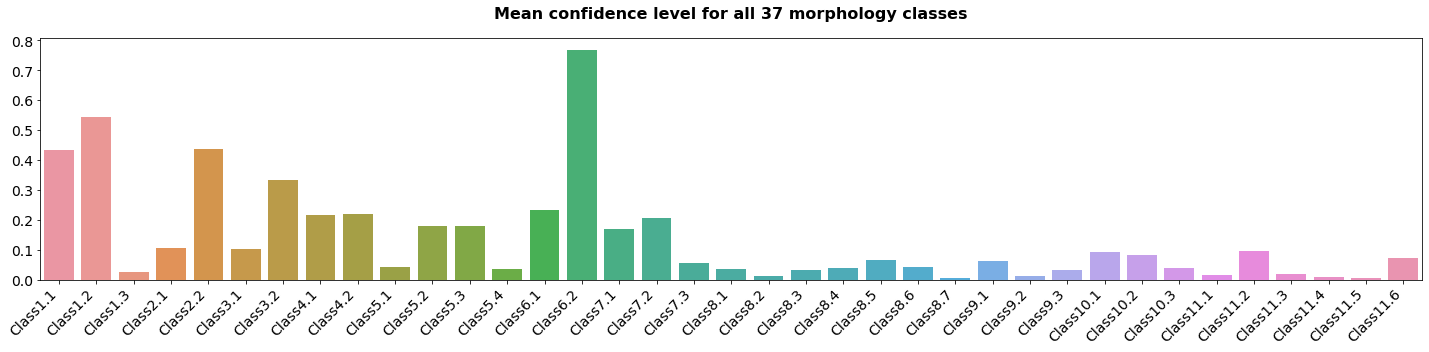 Mean confidence level for all 37 morphology classes
0.8
0.7
0.6
0.5
0.4
0.3
0.2
0.1
0.0
Class1.1
Class1.2
Class1.3
Class2.1
Class2.2
Class3.1
Class3.2
Class4.1
Class4.2
Class5.1
Class5.2
Class5.3
Class5.4
Class6.1
Class6.2
Class7.1
Class7.2
Class7.3
Class8.1
Class8.2
Class8.3
Class8.4
Class8.5
Class8.6
Class8.7
Class9.1
Class9.2
Class9.3
Class10.1
Class10.2
Class10.3
Class11.1
Class11.2
Class11.3
Class11.4
Class11.5
Class11.6